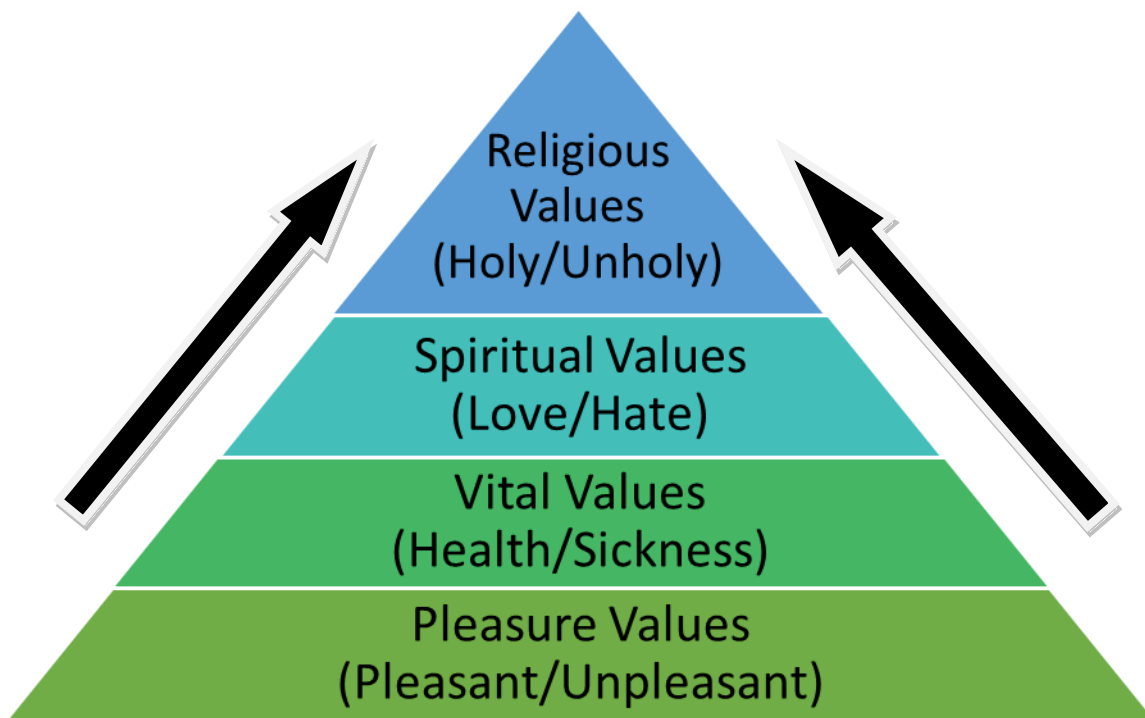 Religious
Values
(Holy/Unholy)
Spiritual Values
(Love/Hate)
Vital Values
(Health/Sickness)
Pleasure Values
(Pleasant/Unpleasant)